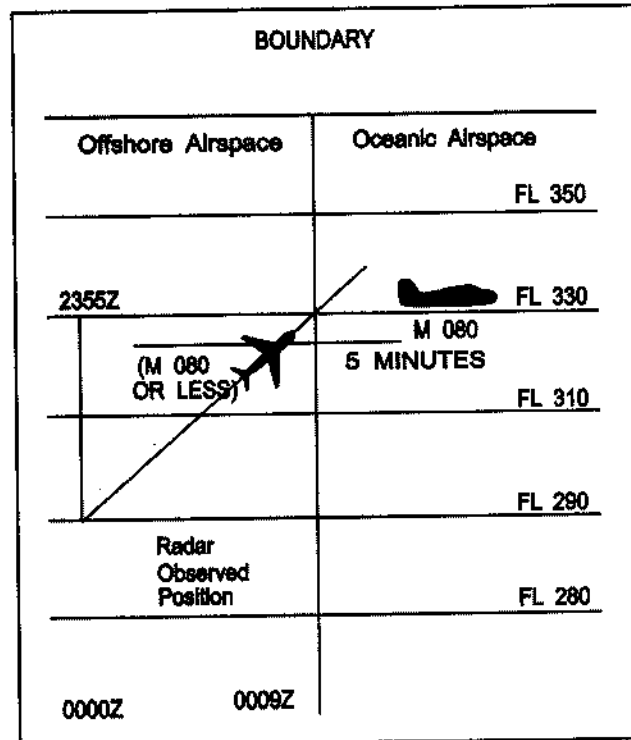 BOUNDARY
Offshore Airspace
Oceanic Airspace
FL 350
2355Z
FL 330
(M 080
OR LESS)
M 080
5 MINUTES
FL 310
FL 290
Radar
Observed
Position
FL 280
0000Z
0009Z